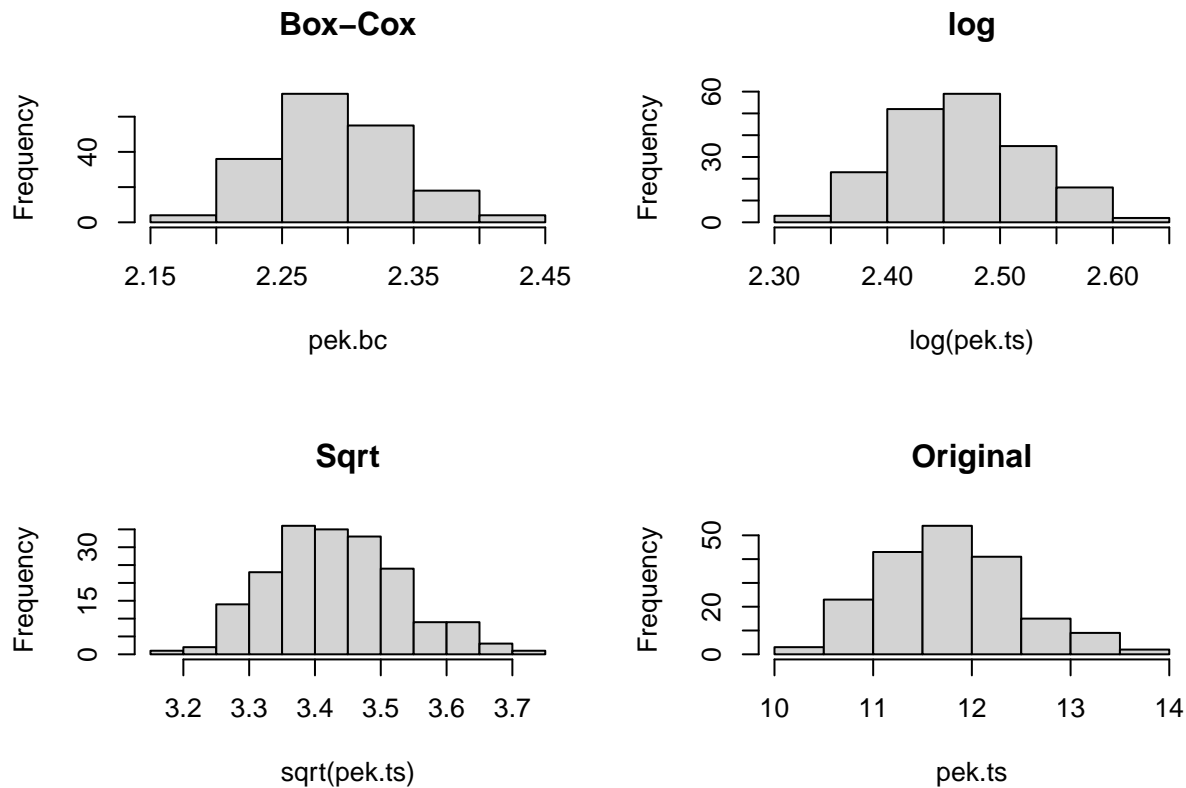 Box−Cox
Frequency
0 40
2.15 2.25 2.35 2.45
pek.bc
log
Frequency
0 30 60
2.30 2.40 2.50 2.60
log(pek.ts)
Sqrt
Frequency
0 15 30
3.2 3.3 3.4 3.5 3.6 3.7
sqrt(pek.ts)
Original
Frequency
0 20 50
10 11 12 13 14
pek.ts